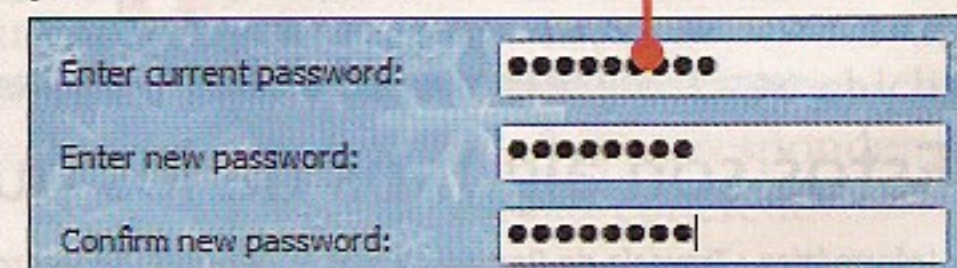 Enter current password: ●●●●●●●●●
Enter new password: ●●●●●●●●
Confirm new password: ●●●●●●●●